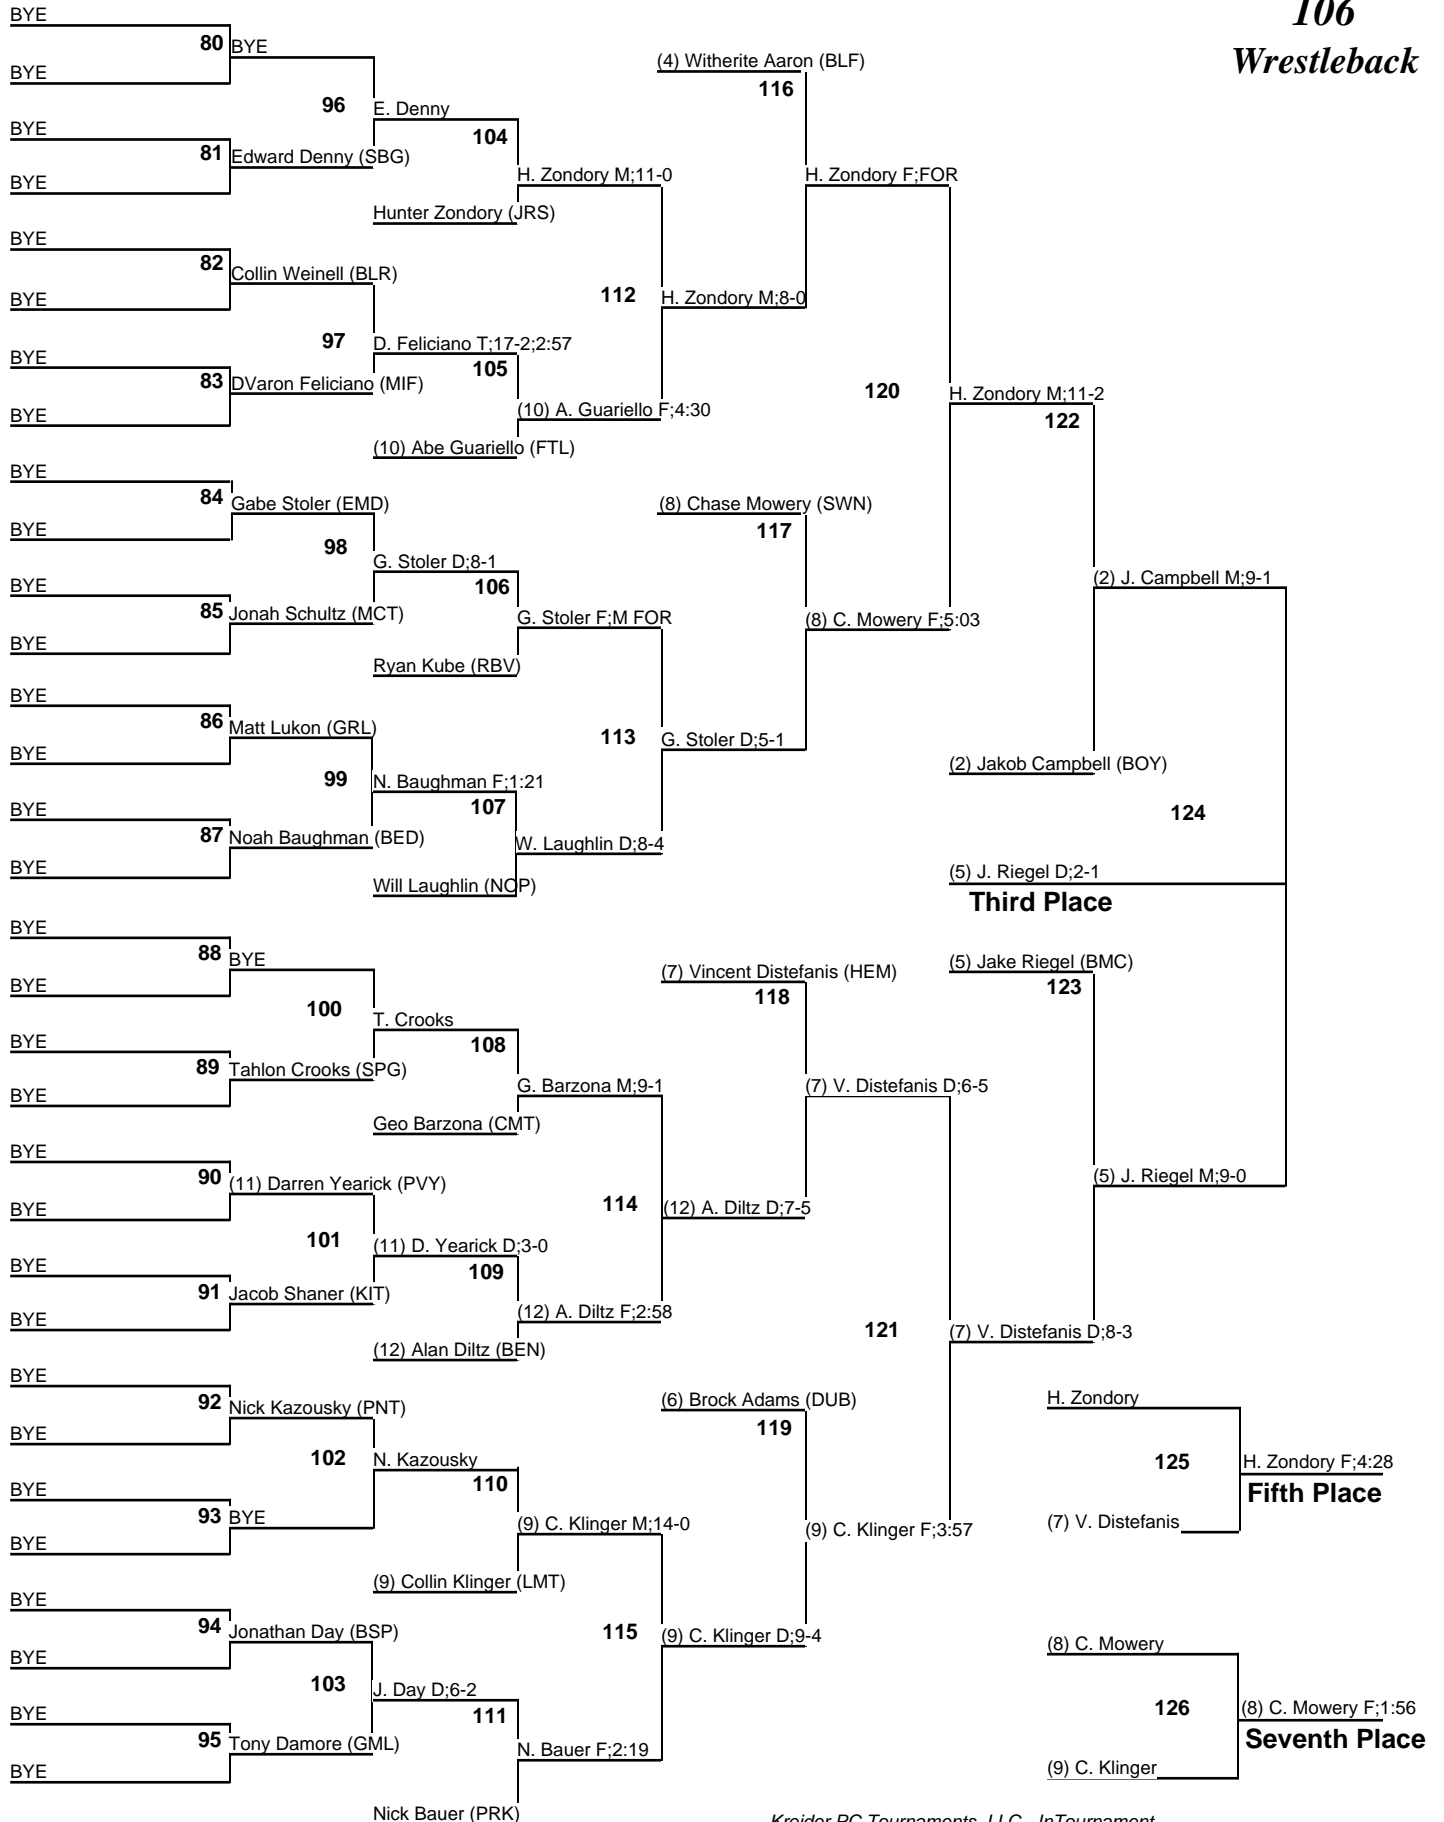 106
Wrestleback
BYE
80 BYE
BYE
96 E. Denny
BYE
81 Edward Denny (SBG)
BYE
104 H. Zondory M;11-0
Hunter Zondory (JRS)
BYE
82 Collin Weinell (BLR)
BYE
97 D. Feliciano T;17-2;2:57
BYE
83 DVaron Feliciano (MIF)
BYE
105 (10) A. Guariello F;4:30
(10) Abe Guariello (FTL)
112 H. Zondory M;8-0
(4) Witherite Aaron (BLF)
116 H. Zondory F;FOR
BYE
84 Gabe Stoler (EMD)
BYE
98 G. Stoler D;8-1
BYE
85 Jonah Schultz (MCT)
BYE
106 G. Stoler F;M FOR
Ryan Kube (RBV)
BYE
86 Matt Lukon (GRL)
BYE
99 N. Baughman F;1:21
BYE
87 Noah Baughman (BED)
BYE
107 W. Laughlin D;8-4
Will Laughlin (NOP)
113 G. Stoler D;5-1
(8) Chase Mowery (SWN)
117 (8) C. Mowery F;5:03
120 H. Zondory M;11-2
122 (2) J. Campbell M;9-1
(2) Jakob Campbell (BOY)
124
(5) J. Riegel D;2-1
Third Place
BYE
88 BYE
BYE
100 T. Crooks
BYE
89 Tahlon Crooks (SPG)
BYE
108 G. Barzona M;9-1
Geo Barzona (CMT)
BYE
90 (11) Darren Yearick (PVY)
BYE
101 (11) D. Yearick D;3-0
BYE
91 Jacob Shaner (KIT)
BYE
109 (12) A. Diltz F;2:58
(12) Alan Diltz (BEN)
114 (12) A. Diltz D;7-5
(7) Vincent Distefanis (HEM)
118 (7) V. Distefanis D;6-5
BYE
92 Nick Kazousky (PNT)
BYE
102 N. Kazousky
BYE
93 BYE
BYE
110 (9) C. Klinger M;14-0
(9) Collin Klinger (LMT)
BYE
94 Jonathan Day (BSP)
BYE
103 J. Day D;6-2
BYE
95 Tony Damore (GML)
BYE
111 N. Bauer F;2:19
Nick Bauer (PRK)
115 (9) C. Klinger D;9-4
(6) Brock Adams (DUB)
119 (9) C. Klinger F;3:57
121 (7) V. Distefanis D;8-3
(5) Jake Riegel (BMC)
123 (5) J. Riegel M;9-0
H. Zondory
125 H. Zondory F;4:28
Fifth Place
(7) V. Distefanis
(8) C. Mowery
126 (8) C. Mowery F;1:56
Seventh Place
(9) C. Klinger
Kreider PC Tournaments, LLC - InTournament